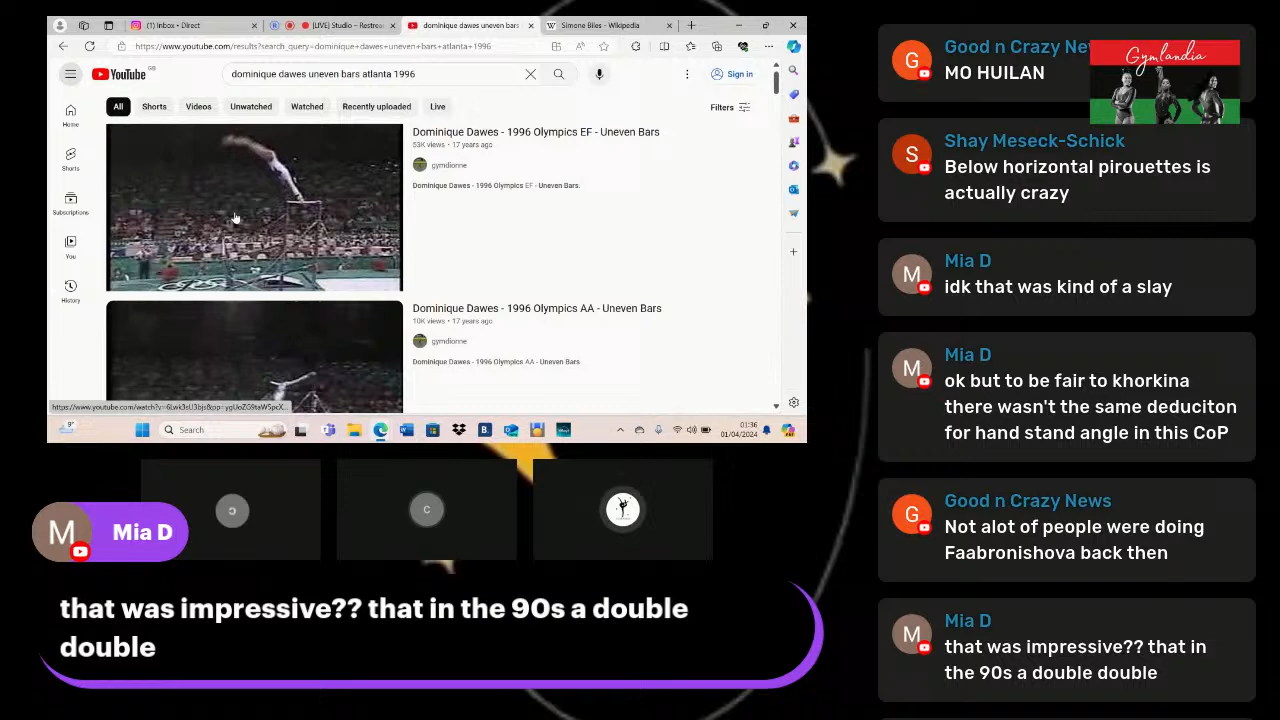 (1) Inbox • Direct
[LIVE] Studio – Restream
dominique dawes uneven bars
Simone Biles - Wikipedia
https://www.youtube.com/results?search_query=dominique+dawes+uneven+bars+atlanta+1996
YouTube GB
dominique dawes uneven bars atlanta 1996
Sign in
All
Shorts
Videos
Unwatched
Watched
Recently uploaded
Live
Filters
Home
Shorts
Subscriptions
You
History
Dominique Dawes - 1996 Olympics EF - Uneven Bars
53K views • 17 years ago
gymdionne
Dominique Dawes - 1996 Olympics EF - Uneven Bars.
Dominique Dawes - 1996 Olympics AA - Uneven Bars
10K views • 17 years ago
gymdionne
Dominique Dawes - 1996 Olympics AA - Uneven Bars.
9°
Search
01:36
01/04/2024
C
M
Mia D
that was impressive?? that in the 90s a double
double
Gymlandia
G
Good n Crazy Ne
MO HUILAN
S
Shay Meseck-Schick
Below horizontal pirouettes is
actually crazy
M
Mia D
idk that was kind of a slay
M
Mia D
ok but to be fair to khorkina
there wasn't the same deduciton
for hand stand angle in this CoP
G
Good n Crazy News
Not alot of people were doing
Faabronishova back then
M
Mia D
that was impressive?? that in
the 90s a double double